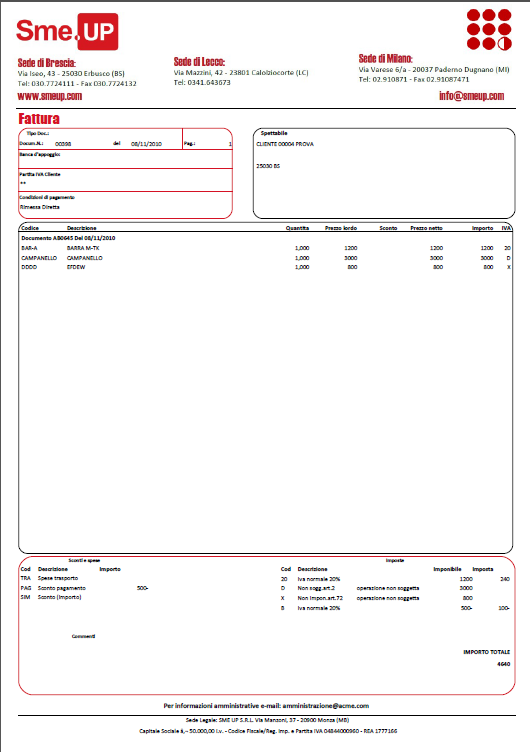 Sme.UP
Sede di Brescia:
Via Iseo, 43 - 25030 Erbusco (BS)
Tel: 030.7724111 - Fax 030.7724132
www.smeup.com
Sede di Lecco:
Via Mazzini, 42 - 23801 Calolziocorte (LC)
Tel: 0341.643673
Sede di Milano:
Via Varese 6/a - 20037 Paderno Dugnano (MI)
Tel: 02.910871 - Fax 02.91087471
info@smeup.com
Fattura
Tipo Doc.:
Docum.N.: 00398 del 08/11/2010 Pag.: 1
Banca d'appoggio:
Partita IVA Cliente
**
Condizioni di pagamento
Rimessa Diretta
Spettabile
CLIENTE 00004 PROVA
25030 BS
Codice Descrizione Quantita Prezzo lordo Sconto Prezzo netto Importo IVA
Documento AB0645 Del 08/11/2010
BAR-A BARRA M-TK 1,000 1200 1200 1200 20
CAMPANELLO CAMPANELLO 1,000 3000 3000 3000 D
DDDD EFDEW 1,000 800 800 800 X
Sconti e spese
Cod Descrizione Importo
TRA Spese trasporto
PAG Sconto pagamento 500-
SIM Sconto (importo)
Commenti
Imposte
Cod Descrizione Imponibile Imposta
20 Iva normale 20% 1200 240
D Non sogg.art.2 operazione non soggetta 3000
X Non impon.art.72 operazione non soggetta 800
B Iva normale 20% 500- 100-
IMPORTO TOTALE
4640
Per informazioni amministrative e-mail: amministrazione@acme.com
Sede Legale: SME UP S.R.L. Via Manzoni, 37 - 20900 Monza (MB)
Capitale Sociale â,¬ 50.000,00 i.v. - Codice Fiscale/Reg. Imp. e Partita IVA 04844000960 - REA 1777166